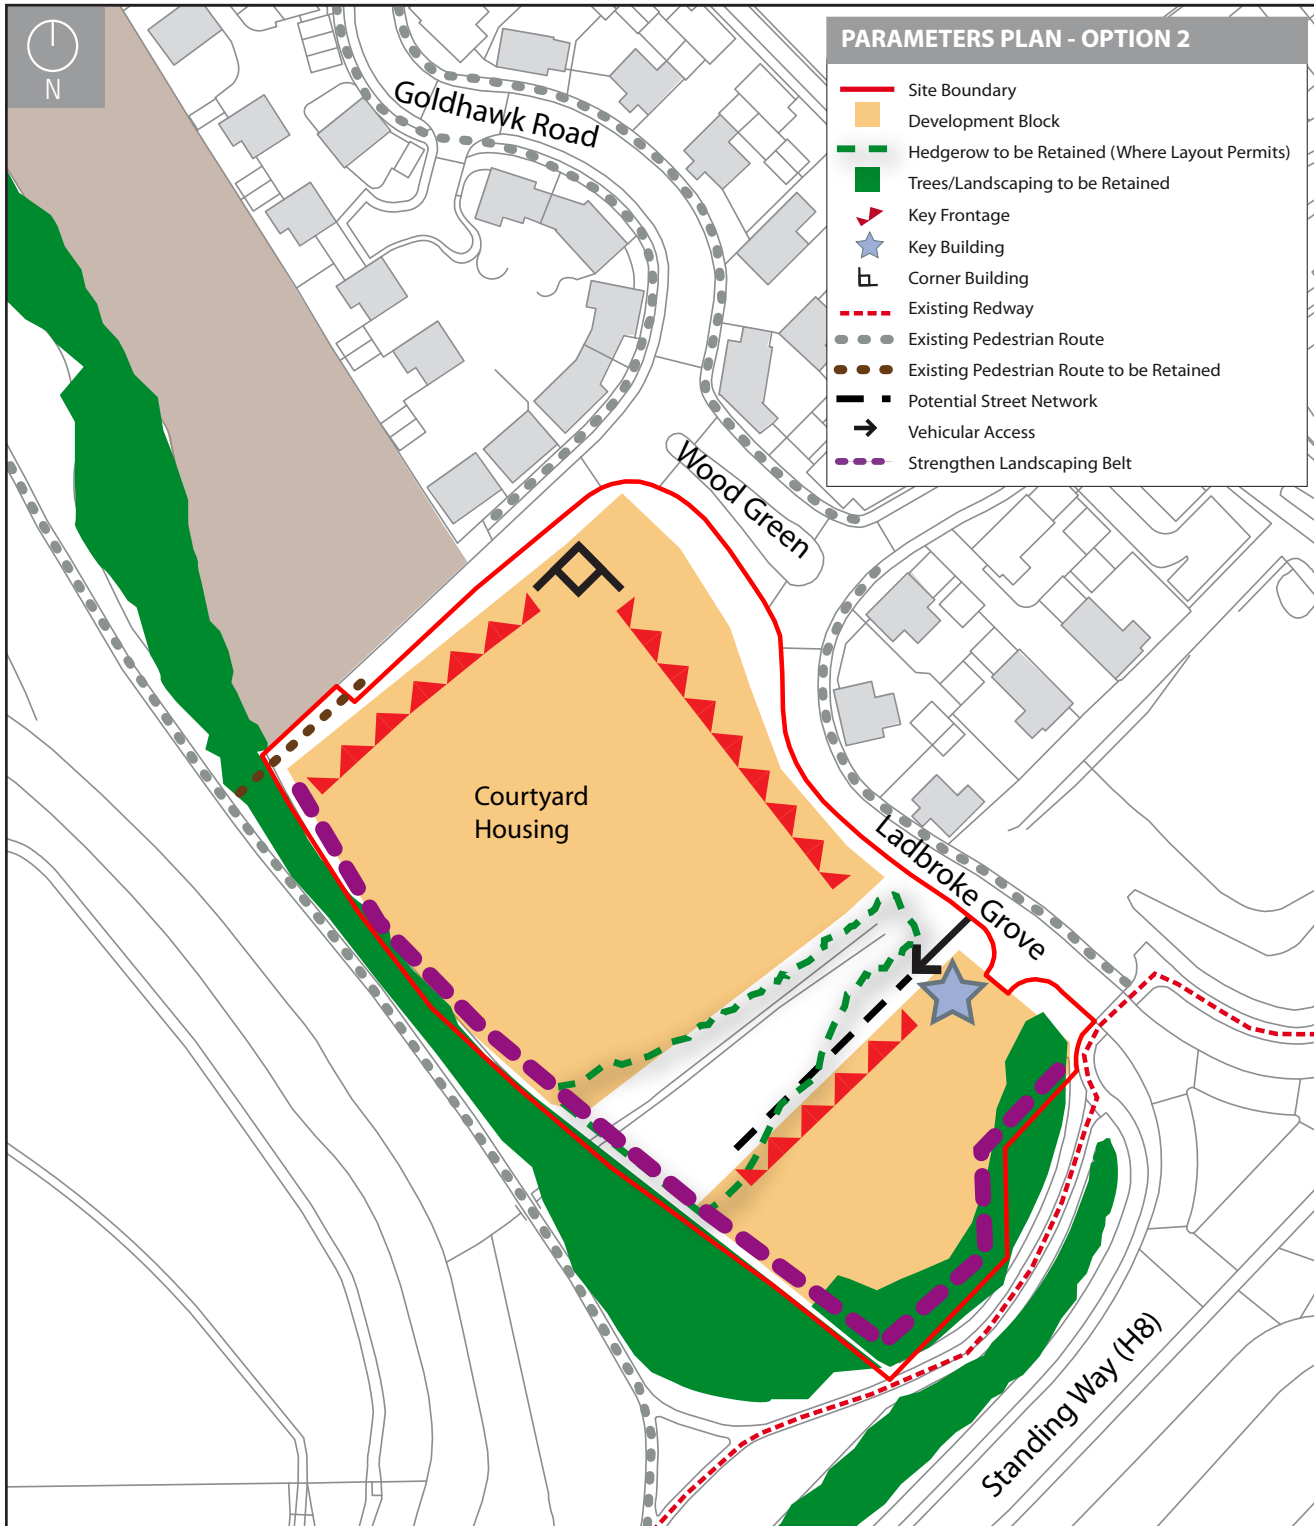 N
PARAMETERS PLAN - OPTION 2
Site Boundary
Development Block
Hedgerow to be Retained (Where Layout Permits)
Trees/Landscaping to be Retained
Key Frontage
Key Building
Corner Building
Existing Redway
Existing Pedestrian Route
Existing Pedestrian Route to be Retained
Potential Street Network
Vehicular Access
Strengthen Landscaping Belt
Goldhawk Road
Wood Green
Courtyard
Housing
Ladbroke Grove
Standing Way (H8)